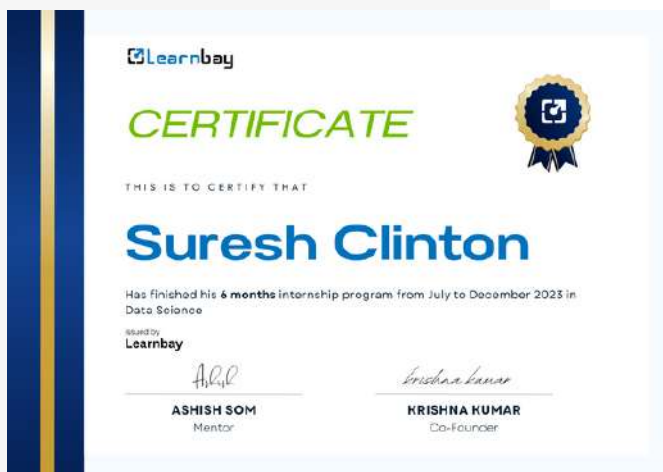 Learnbay
CERTIFICATE
THIS IS TO CERTIFY THAT
Suresh Clinton
Has finished his 6 months internship program from July to December 2023 in
Data Science
Issued by
Learnbay
krishna kumar
ASHISH SOM
KRISHNA KUMAR
Mentor
Co-Founder